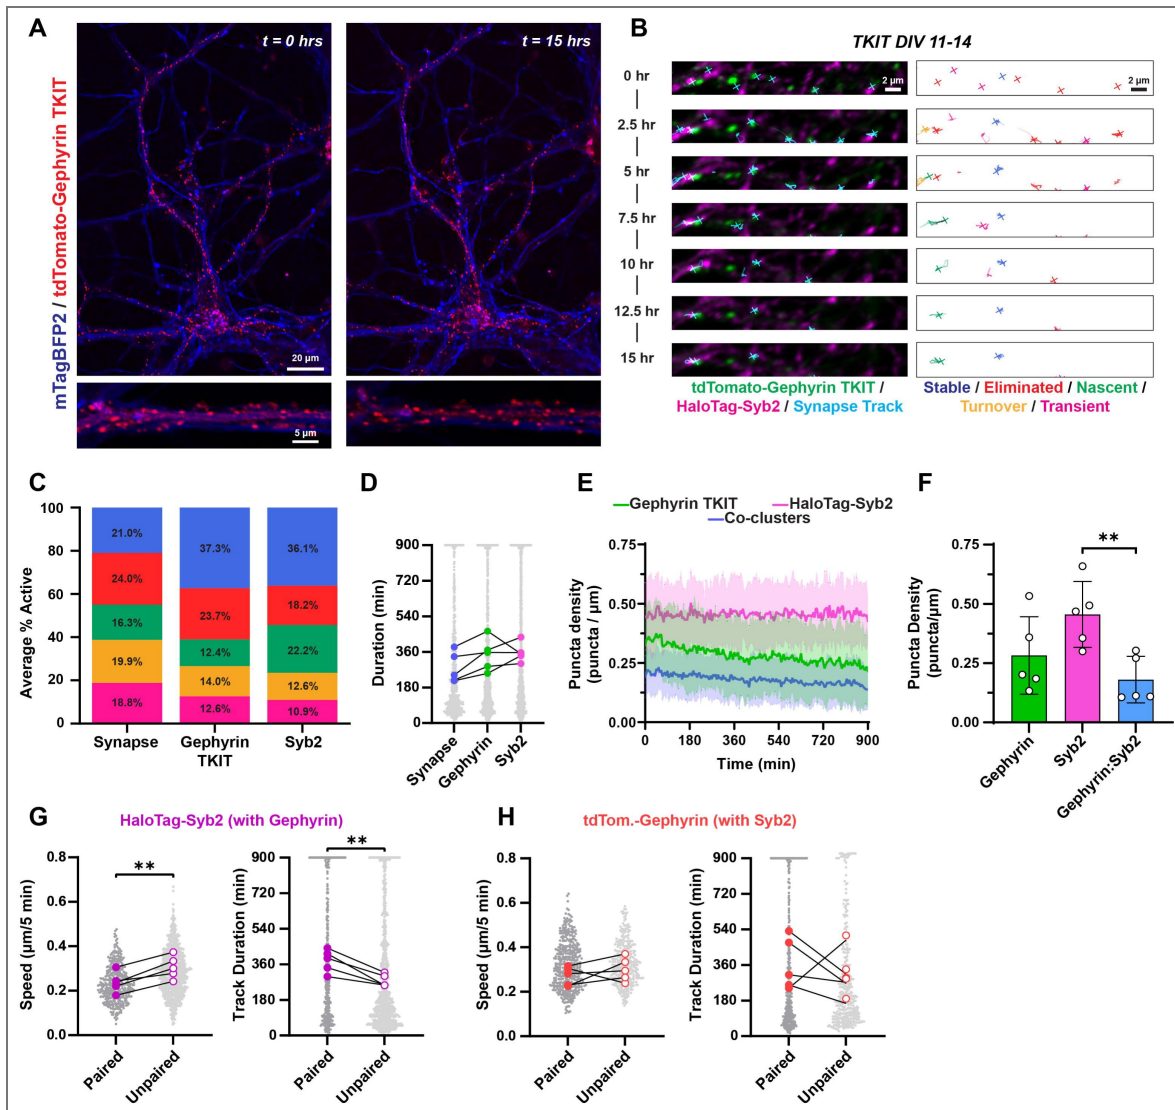 A
t = 0 hrs
t = 15 hrs
mTagBFP2 / tdTomato-Gephyrin TKIT
20 µm
5 µm
B
TKIT DIV 11-14
0 hr
2.5 hr
5 hr
7.5 hr
10 hr
12.5 hr
15 hr
2 µm
2 µm
tdTomato-Gephyrin TKIT /
HaloTag-Syb2 / Synapse Track
Stable / Eliminated / Nascent /
Turnover / Transient
C
Average % Active
100
80
60
40
20
0
21.0%
24.0%
16.3%
19.9%
18.8%
37.3%
23.7%
12.4%
14.0%
12.6%
36.1%
18.2%
22.2%
12.6%
10.9%
Synapse
Gephyrin
TKIT
Syb2
D
Duration (min)
900
720
540
360
180
0
Synapse
Gephyrin
Syb2
E
Gephyrin TKIT
HaloTag-Syb2
Co-clusters
Puncta density
(puncta / µm)
0.75
0.50
0.25
0.00
0
180
360
540
720
900
Time (min)
F
Puncta Density
(puncta/µm)
0.75
0.50
0.25
0.00
**
Gephyrin
Syb2
Gephyrin:Syb2
G
HaloTag-Syb2 (with Gephyrin)
Speed (µm/5 min)
0.8
0.6
0.4
0.2
0.0
**
Paired
Unpaired
Track Duration (min)
900
720
540
360
180
0
**
Paired
Unpaired
H
tdTom.-Gephyrin (with Syb2)
Speed (µm/5 min)
0.8
0.6
0.4
0.2
0.0
Paired
Unpaired
Track Duration (min)
900
720
540
360
180
0
Paired
Unpaired